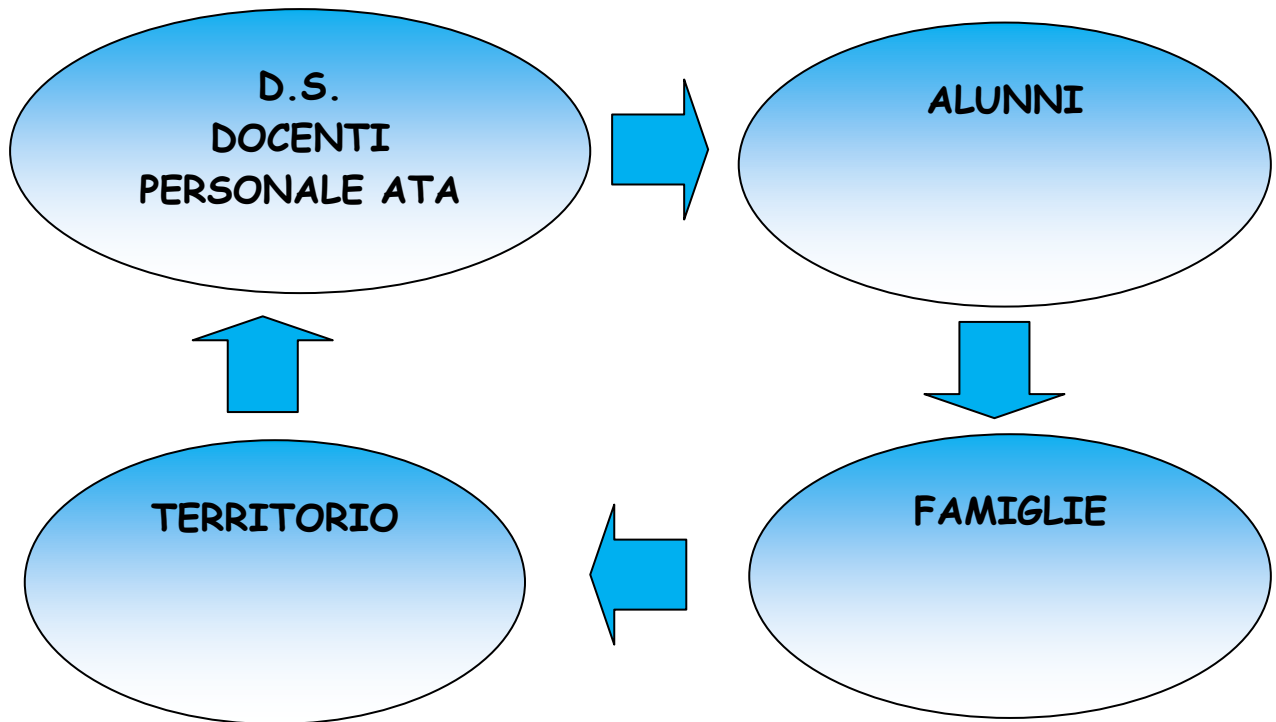 D.S.
DOCENTI
PERSONALE ATA
ALUNNI
TERRITORIO
FAMIGLIE